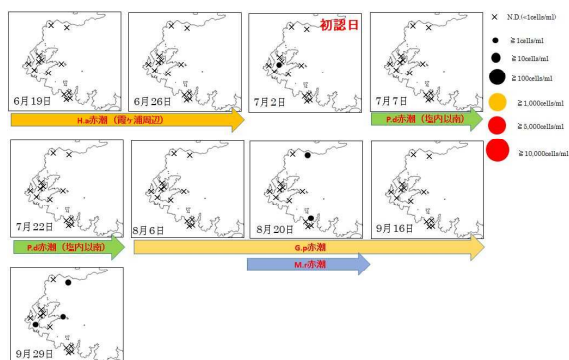 初認日
6月19日
6月26日
7月2日
7月7日
H.a赤潮（霞ヶ浦周辺）
P.d赤潮（塩内以南）
7月22日
8月6日
8月20日
9月16日
P.d赤潮（塩内以南）
G.p赤潮
M.r赤潮
9月29日
N.D.(<1cells/ml)
≧1cells/ml
≧10cells/ml
≧100cells/ml
≧1,000cells/ml
≧5,000cells/ml
≧10,000cells/ml